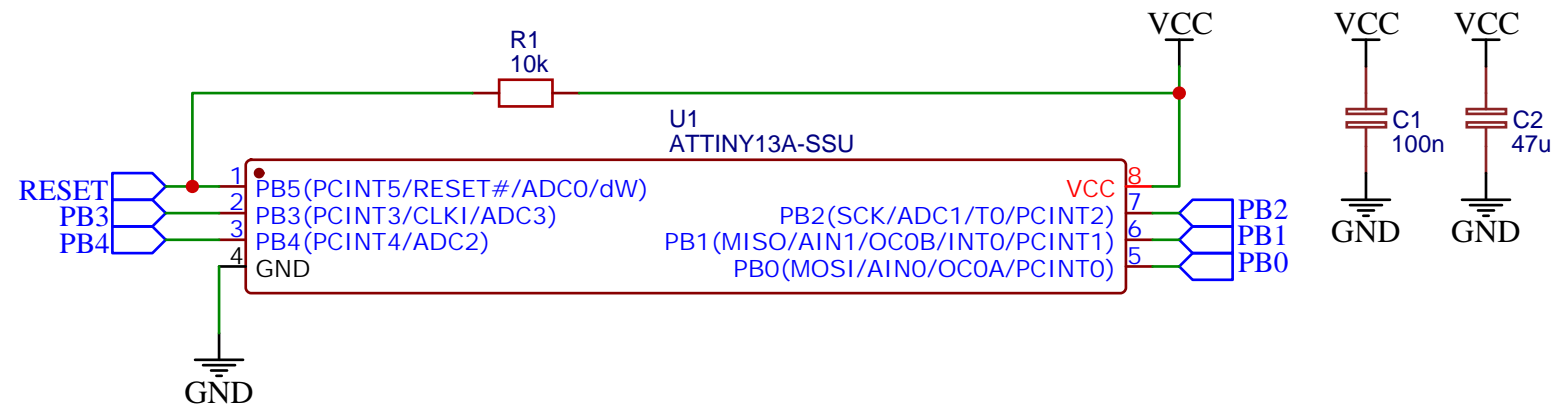 VCC
VCC
VCC
R1
10k
U1
ATTINY13A-SSU
C1
100n
C2
47u
RESET
1
PB5(PCINT5/RESET#/ADC0/dW)
VCC
8
PB3
2
PB3(PCINT3/CLKI/ADC3)
PB2(SCK/ADC1/T0/PCINT2)
7
PB2
PB4
3
PB4(PCINT4/ADC2)
PB1(MISO/AIN1/OC0B/INT0/PCINT1)
6
PB1
4
GND
PB0(MOSI/AIN0/OC0A/PCINT0)
5
PB0
GND
GND
GND